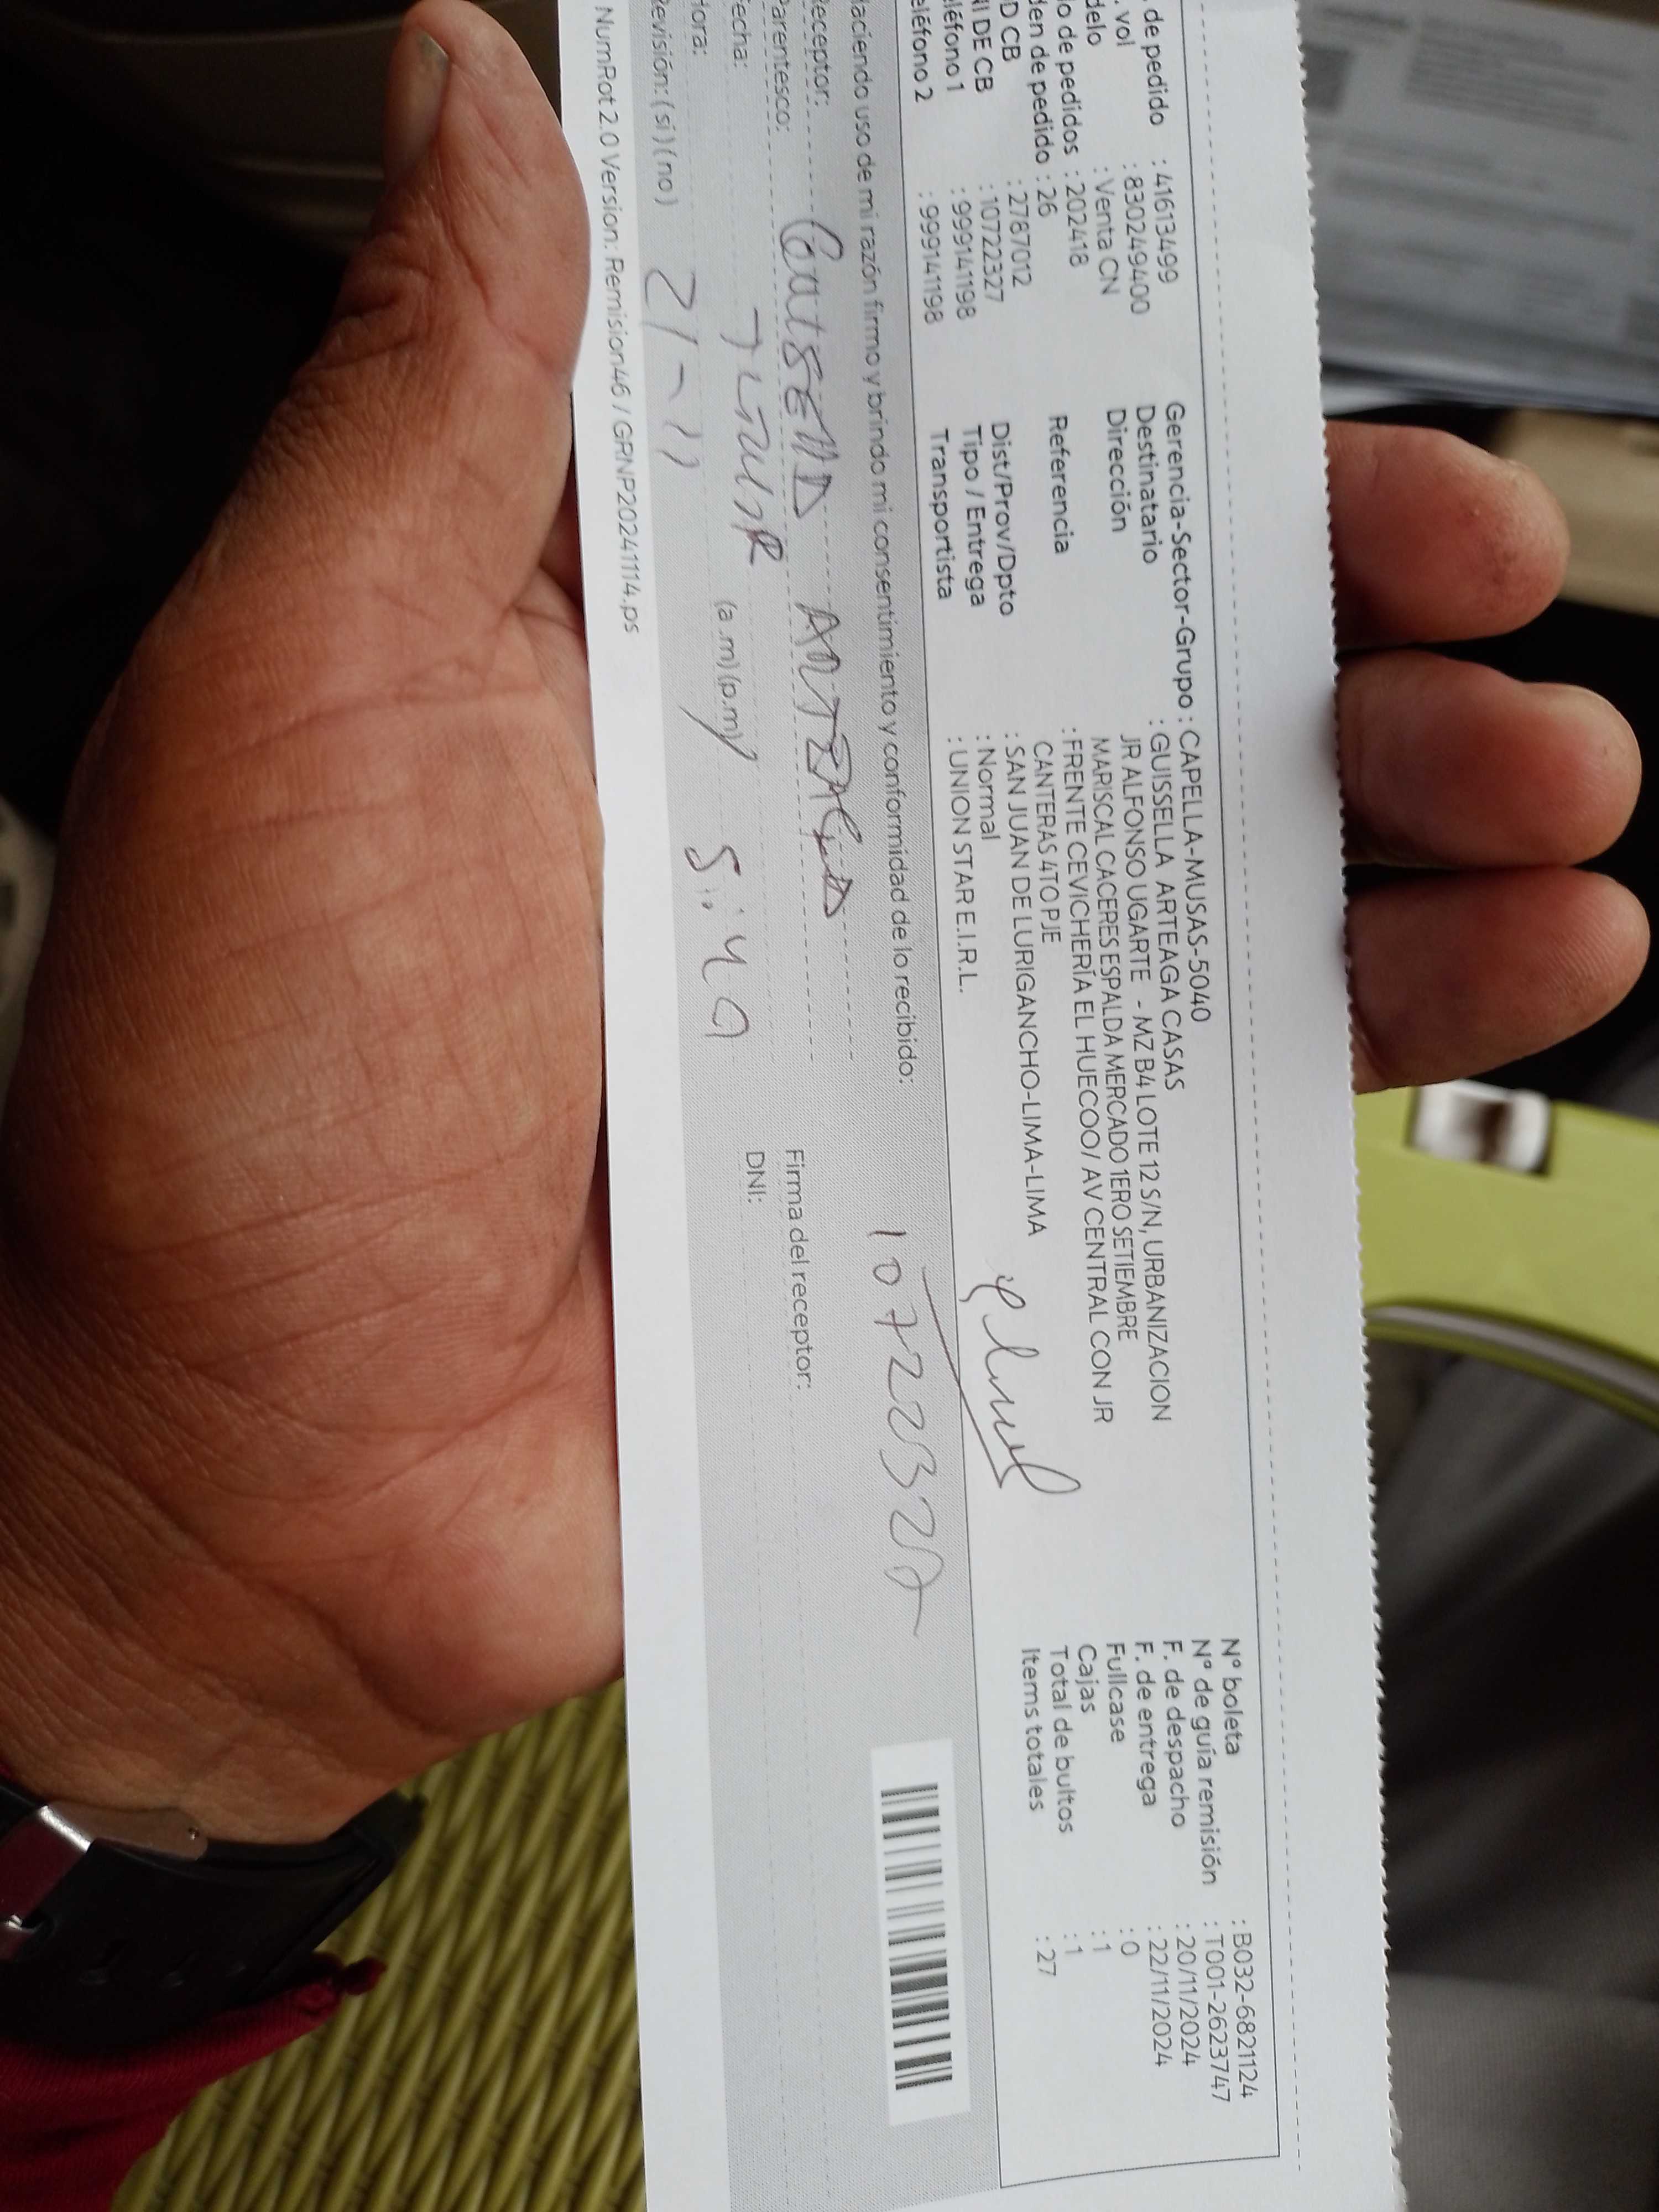 . de pedido : 41613499
. vol : 830249400
delo : Venta CN
lo de pedidos : 202418
den de pedido : 26
D CB : 2787012
NI DE CB : 10722327
eléfono 1 : 999141198
eléfono 2 : 999141198
Gerencia-Sector-Grupo : CAPELLA-MUSAS-5040
Destinatario : GUISSELLA ARTEAGA CASAS
Dirección JR ALFONSO UGARTE - MZ B4 LOTE 12 S/N, URBANIZACION
MARISCAL CACERES ESPALDA MERCADO 1ERO SETIEMBRE
Referencia : FRENTE CEVICHERÍA EL HUECOO/ AV CENTRAL CON JR
CANTERAS 4TO PJE
Dist/Prov/Dpto : SAN JUAN DE LURIGANCHO-LIMA-LIMA
Tipo / Entrega : Normal
Transportista : UNION STAR E.I.R.L.
N° boleta : B032-6821124
N° de guía remisión : T001-2623747
F. de despacho : 20/11/2024
F. de entrega : 22/11/2024
Fullcase : 0
Cajas : 1
Total de bultos : 1
Items totales : 27
Haciendo uso de mi razón firmo y brindo mi consentimiento y conformidad de lo recibido:
10722327
Receptor:
Parentesco:
Firma del receptor:
Fecha:
DNI:
Hora: (a.m) (p.m)
Revisión: (si) (no) 21-11
NumRot 2.0 Version: Remision46 / GRNP20241114.ps